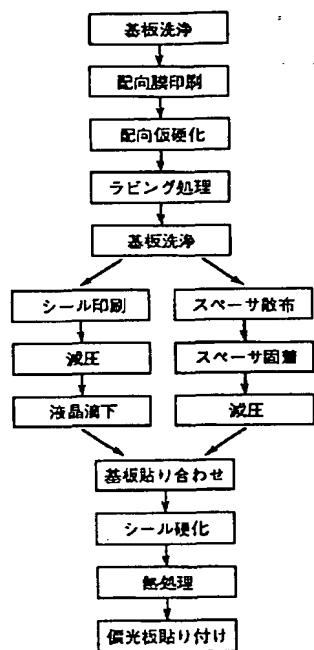 基板洗浄
配向膜印刷
配向仮硬化
ラビング処理
基板洗浄
シール印刷
減圧
液晶滴下
スペーサ散布
スペーサ固着
減圧
基板貼り合わせ
シール硬化
熱処理
偏光板貼り付け